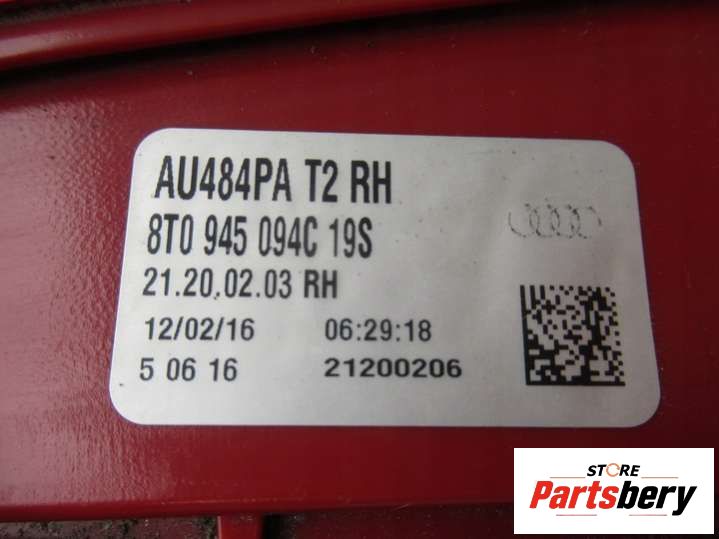 AU484PA T2 RH
8T0 945 094C 19S
21.20.02.03 RH
12/02/16 06:29:18
5 06 16 21200206
STORE
Partsbery